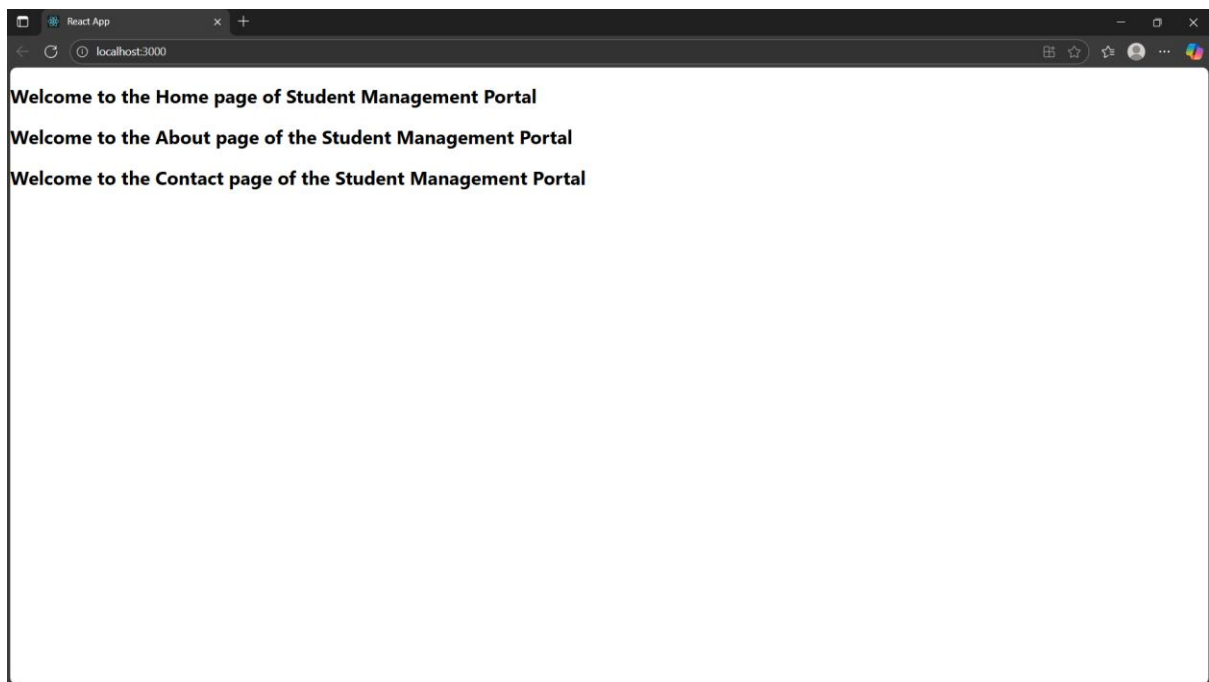 React App
localhost:3000
Welcome to the Home page of Student Management Portal
Welcome to the About page of the Student Management Portal
Welcome to the Contact page of the Student Management Portal